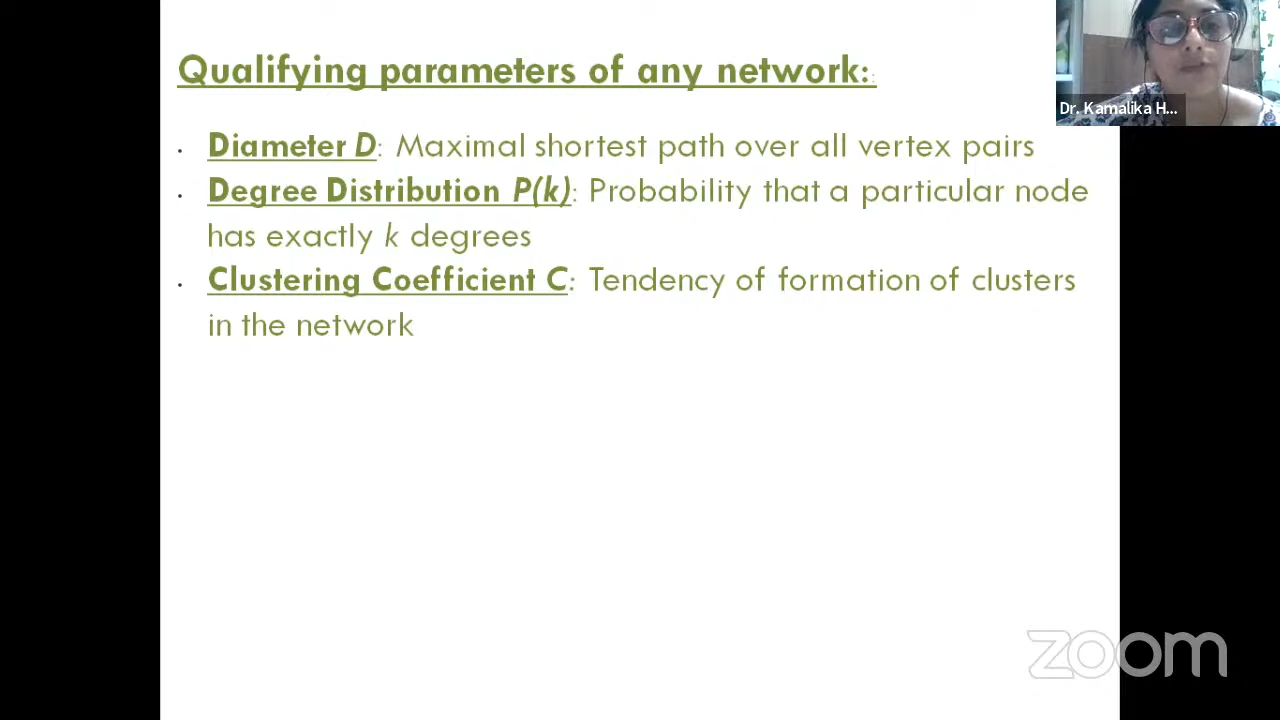 Qualifying parameters of any network:
Dr. Kamalika H...
• Diameter D: Maximal shortest path over all vertex pairs
• Degree Distribution P(k): Probability that a particular node
has exactly k degrees
• Clustering Coefficient C: Tendency of formation of clusters
in the network
zoom